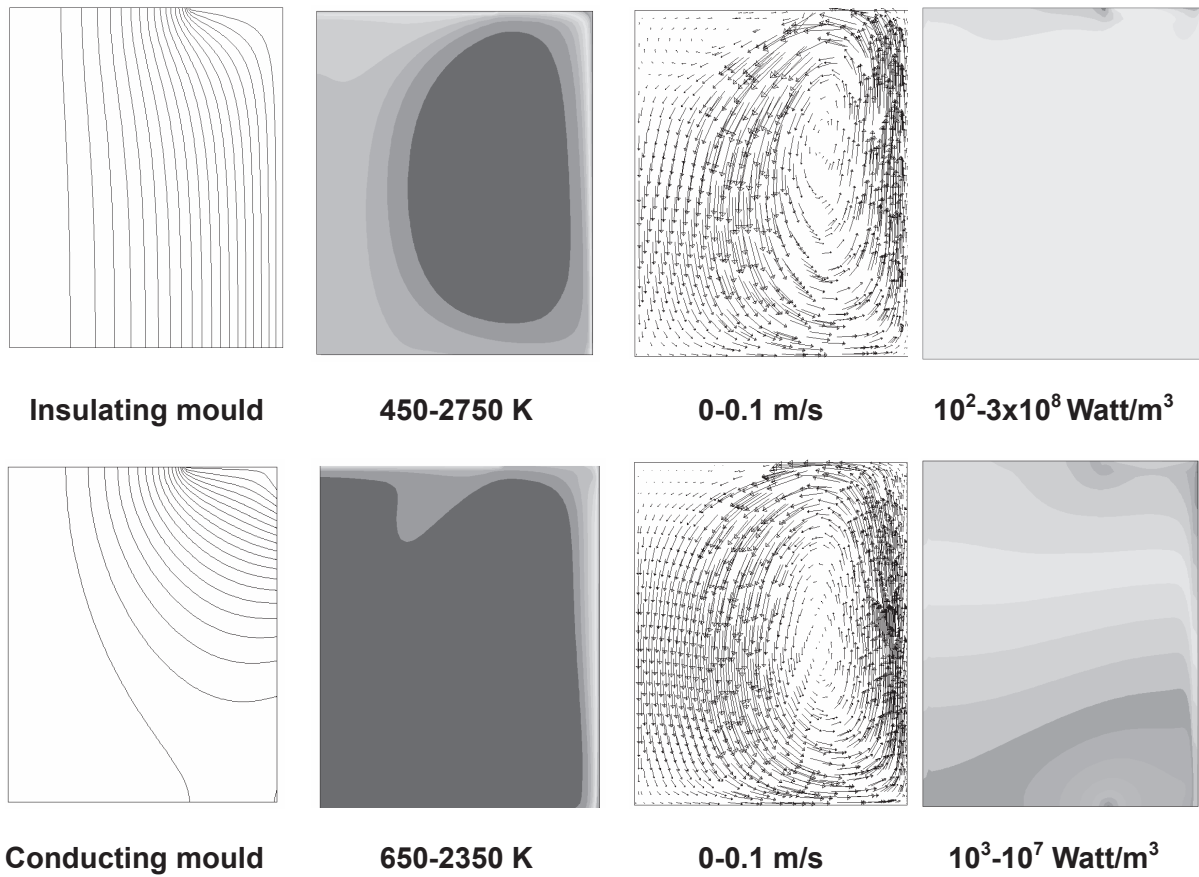 Insulating mould 450-2750 K 0-0.1 m/s 10²-3x10⁸ Watt/m³
Conducting mould 650-2350 K 0-0.1 m/s 10³-10⁷ Watt/m³